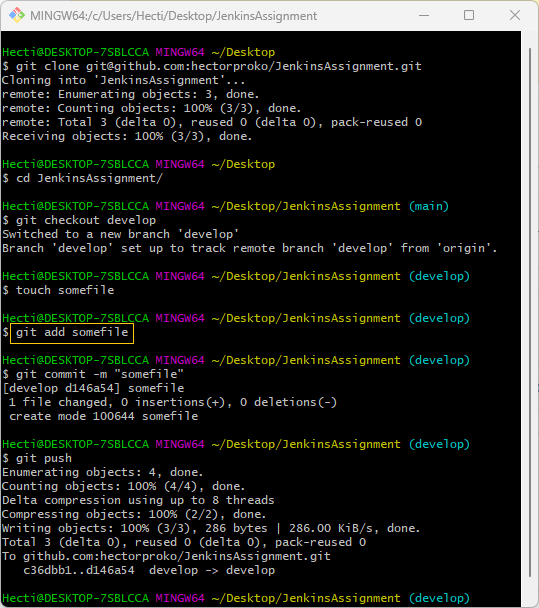 MINGW64:/c/Users/Hecti/Desktop/JenkinsAssignment
Hecti@DESKTOP-7SBLCCA MINGW64 ~/Desktop
$ git clone git@github.com:hectorproko/JenkinsAssignment.git
Cloning into 'JenkinsAssignment'...
remote: Enumerating objects: 3, done.
remote: Counting objects: 100% (3/3), done.
remote: Total 3 (delta 0), reused 0 (delta 0), pack-reused 0
Receiving objects: 100% (3/3), done.
Hecti@DESKTOP-7SBLCCA MINGW64 ~/Desktop
$ cd JenkinsAssignment/
Hecti@DESKTOP-7SBLCCA MINGW64 ~/Desktop/JenkinsAssignment (main)
$ git checkout develop
Switched to a new branch 'develop'
Branch 'develop' set up to track remote branch 'develop' from 'origin'.
Hecti@DESKTOP-7SBLCCA MINGW64 ~/Desktop/JenkinsAssignment (develop)
$ touch somefile
Hecti@DESKTOP-7SBLCCA MINGW64 ~/Desktop/JenkinsAssignment (develop)
$ git add somefile
Hecti@DESKTOP-7SBLCCA MINGW64 ~/Desktop/JenkinsAssignment (develop)
$ git commit -m "somefile"
[develop d146a54] somefile
 1 file changed, 0 insertions(+), 0 deletions(-)
 create mode 100644 somefile
Hecti@DESKTOP-7SBLCCA MINGW64 ~/Desktop/JenkinsAssignment (develop)
$ git push
Enumerating objects: 4, done.
Counting objects: 100% (4/4), done.
Delta compression using up to 8 threads
Compressing objects: 100% (2/2), done.
Writing objects: 100% (3/3), 286 bytes | 286.00 KiB/s, done.
Total 3 (delta 0), reused 0 (delta 0), pack-reused 0
To github.com:hectorproko/JenkinsAssignment.git
   c36dbb1..d146a54  develop -> develop
Hecti@DESKTOP-7SBLCCA MINGW64 ~/Desktop/JenkinsAssignment (develop)